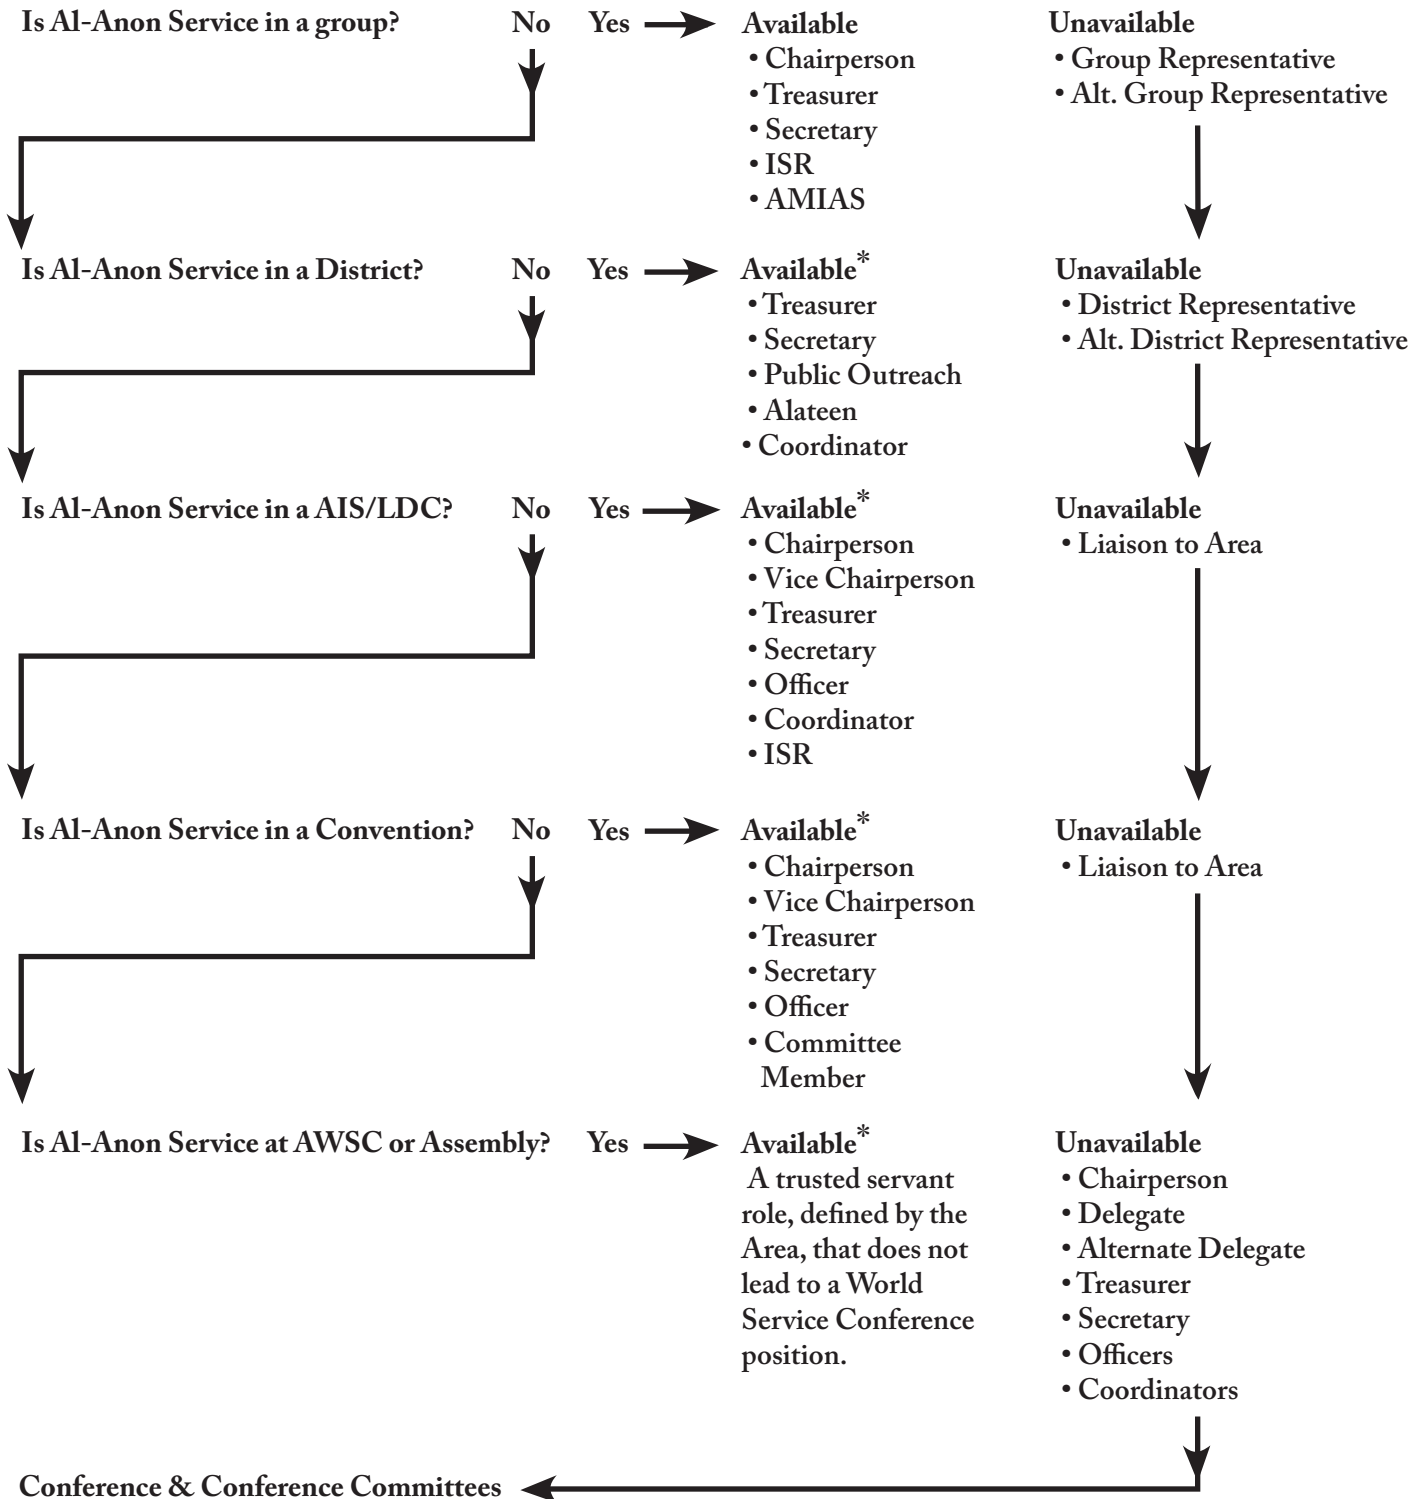 Is Al-Anon Service in a group? No Yes
Available
• Chairperson
• Treasurer
• Secretary
• ISR
• AMIAS
Unavailable
• Group Representative
• Alt. Group Representative
Is Al-Anon Service in a District? No Yes
Available*
• Treasurer
• Secretary
• Public Outreach
• Alateen
• Coordinator
Unavailable
• District Representative
• Alt. District Representative
Is Al-Anon Service in a AIS/LDC? No Yes
Available*
• Chairperson
• Vice Chairperson
• Treasurer
• Secretary
• Officer
• Coordinator
• ISR
Unavailable
• Liaison to Area
Is Al-Anon Service in a Convention? No Yes
Available*
• Chairperson
• Vice Chairperson
• Treasurer
• Secretary
• Officer
• Committee
Member
Unavailable
• Liaison to Area
Is Al-Anon Service at AWSC or Assembly? Yes
Available*
A trusted servant
role, defined by the
Area, that does not
lead to a World
Service Conference
position.
Unavailable
• Chairperson
• Delegate
• Alternate Delegate
• Treasurer
• Secretary
• Officers
• Coordinators
Conference & Conference Committees